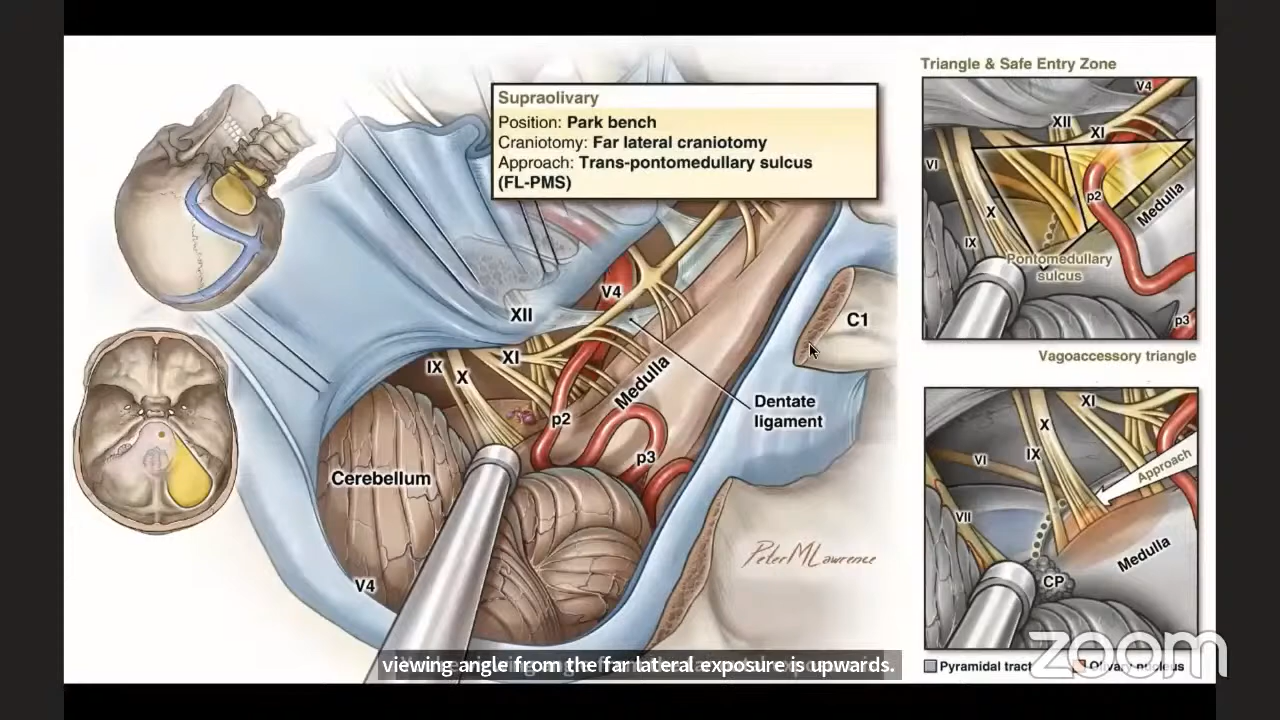 Supraolivary
Position: Park bench
Craniotomy: Far lateral craniotomy
Approach: Trans-pontomedullary sulcus
(FL-PMS)
V4
XII
XI
IX
X
Medulla
C1
Dentate
ligament
p2
p3
Cerebellum
V4
PeterMLawrence
Triangle & Safe Entry Zone
V4
XII
XI
VI
X
p2
Medulla
IX
Pontomedullary
sulcus
p3
Vagoaccessory triangle
XI
X
IX
VI
Approach
VII
Medulla
CP
Pyramidal tract
Olivary nucleus
viewing angle from the far lateral exposure is upwards.
zoom